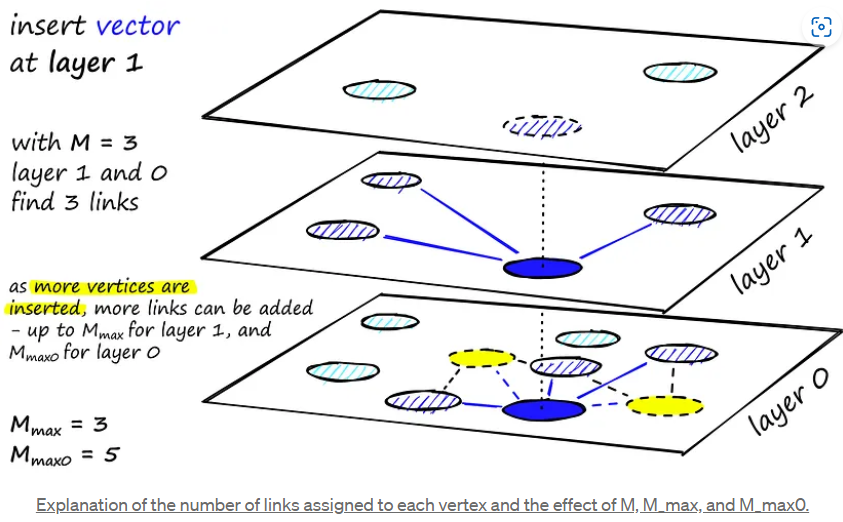 insert vector
at layer 1
with M = 3
layer 1 and 0
find 3 links
as more vertices are
inserted, more links can be added
- up to Mmax for layer 1, and
Mmax0 for layer 0
Mmax = 3
Mmax0 = 5
layer 2
layer 1
layer 0
Explanation of the number of links assigned to each vertex and the effect of M, M_max, and M_max0.